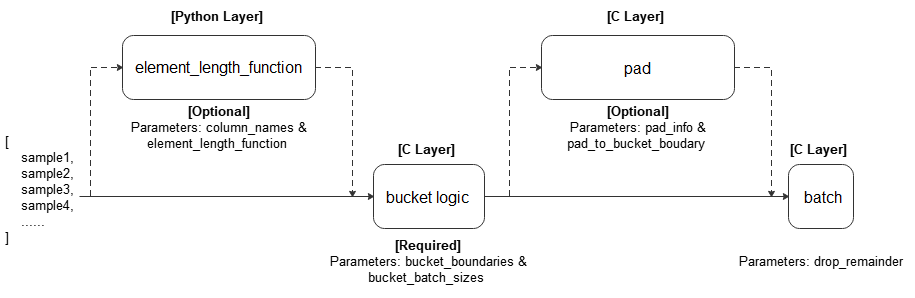 [Python Layer]
element_length_function
[Optional]
Parameters: column_names &
element_length_function
[C Layer]
pad
[Optional]
Parameters: pad_info &
pad_to_bucket_boudary
[
sample1,
sample2,
sample3,
sample4,
......
]
[C Layer]
bucket logic
[Required]
Parameters: bucket_boundaries &
bucket_batch_sizes
[C Layer]
batch
Parameters: drop_remainder